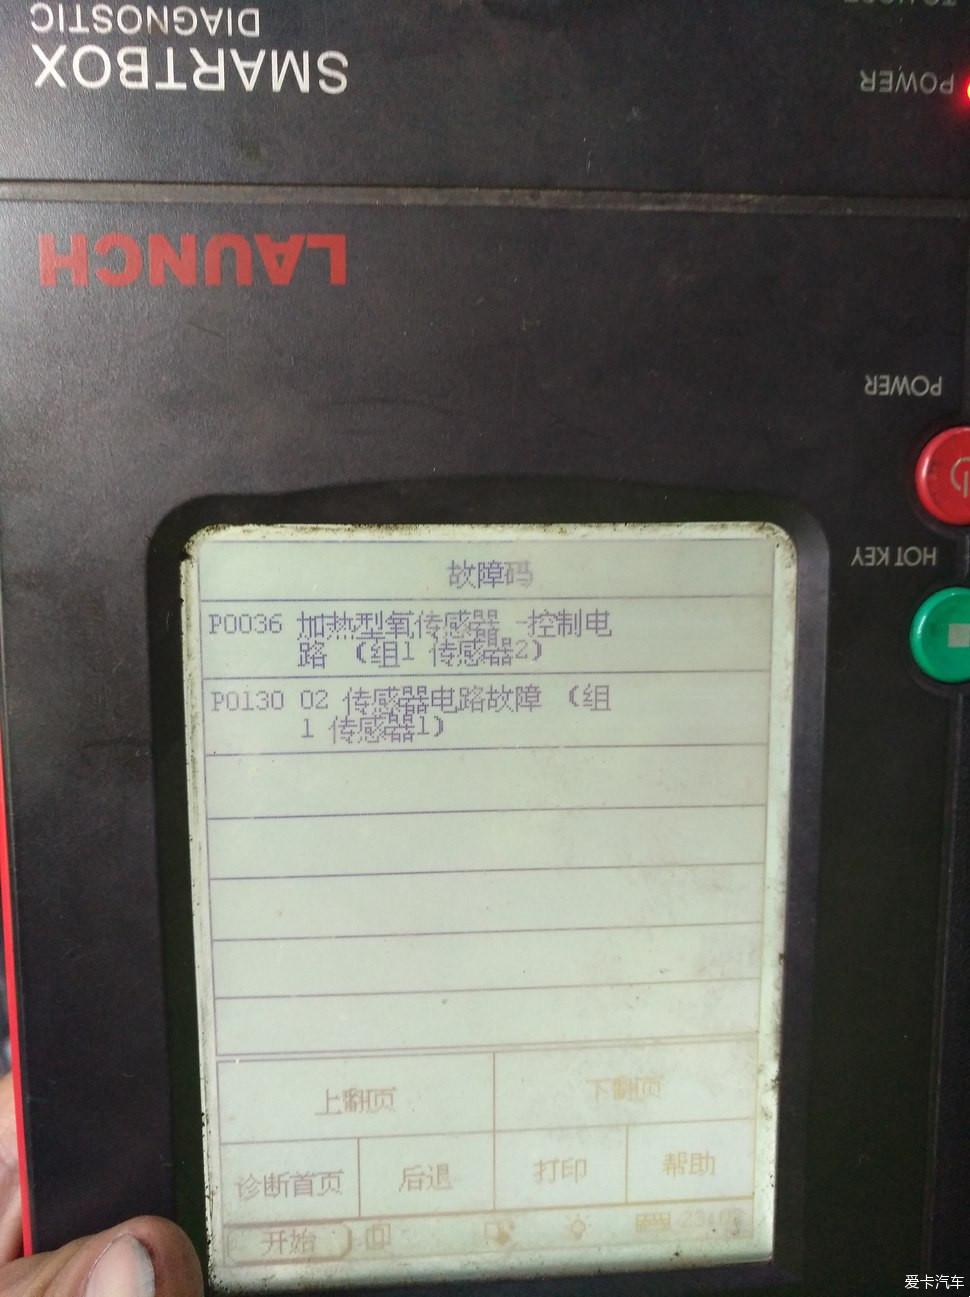 SMARTBOX
DIAGNOSTIC
POWER
LAUNCH
POWER
HOT KEY
故障码
P0036 加热型氧传感器 -控制电
路 (组1 传感器2)
P0130 O2 传感器电路故障 (组
1 传感器1)
上翻页 下翻页
诊断首页 后退 打印 帮助
开始
爱卡汽车